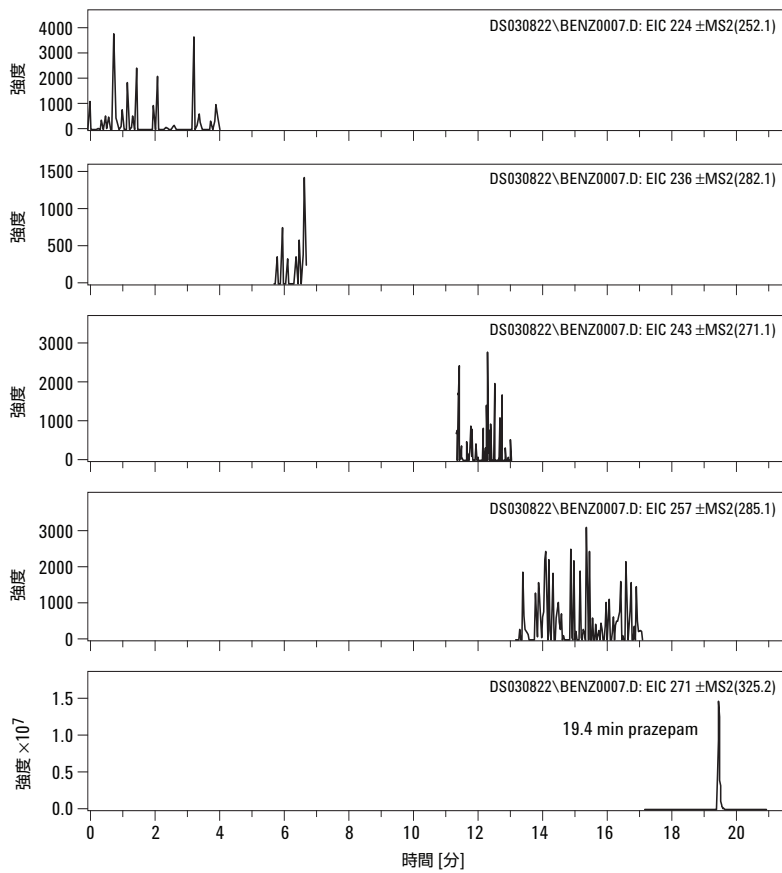 DS030822\BENZ0007.D: EIC 224 ±MS2(252.1)
強度
4000
3000
2000
1000
0
DS030822\BENZ0007.D: EIC 236 ±MS2(282.1)
強度
1500
1000
500
0
DS030822\BENZ0007.D: EIC 243 ±MS2(271.1)
強度
3000
2000
1000
0
DS030822\BENZ0007.D: EIC 257 ±MS2(285.1)
強度
3000
2000
1000
0
DS030822\BENZ0007.D: EIC 271 ±MS2(325.2)
強度 ×10⁷
1.5
1.0
0.5
0.0
19.4 min prazepam
0 2 4 6 8 10 12 14 16 18 20
時間 [分]